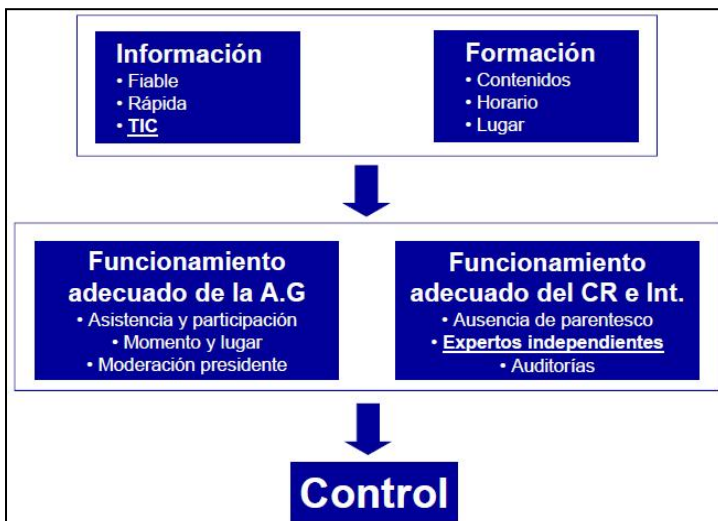 Información
• Fiable
• Rápida
• TIC
Formación
• Contenidos
• Horario
• Lugar
Funcionamiento
adecuado de la A.G
• Asistencia y participación
• Momento y lugar
• Moderación presidente
Funcionamiento
adecuado del CR e Int.
• Ausencia de parentesco
• Expertos independientes
• Auditorías
Control